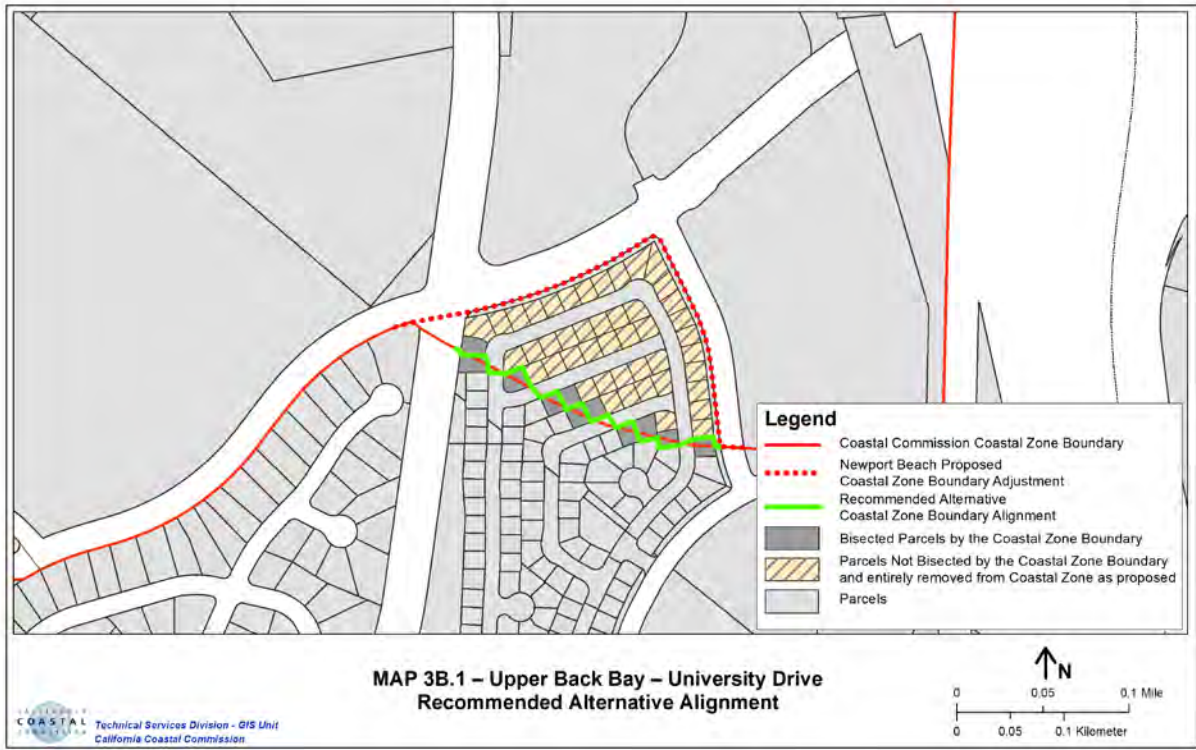 Legend
Coastal Commission Coastal Zone Boundary
Newport Beach Proposed
Coastal Zone Boundary Adjustment
Recommended Alternative
Coastal Zone Boundary Alignment
Bisected Parcels by the Coastal Zone Boundary
Parcels Not Bisected by the Coastal Zone Boundary
and entirely removed from Coastal Zone as proposed
Parcels
MAP 3B.1 – Upper Back Bay – University Drive
Recommended Alternative Alignment
N
0 0.05 0.1 Mile
0 0.05 0.1 Kilometer
COASTAL
Technical Services Division - GIS Unit
California Coastal Commission